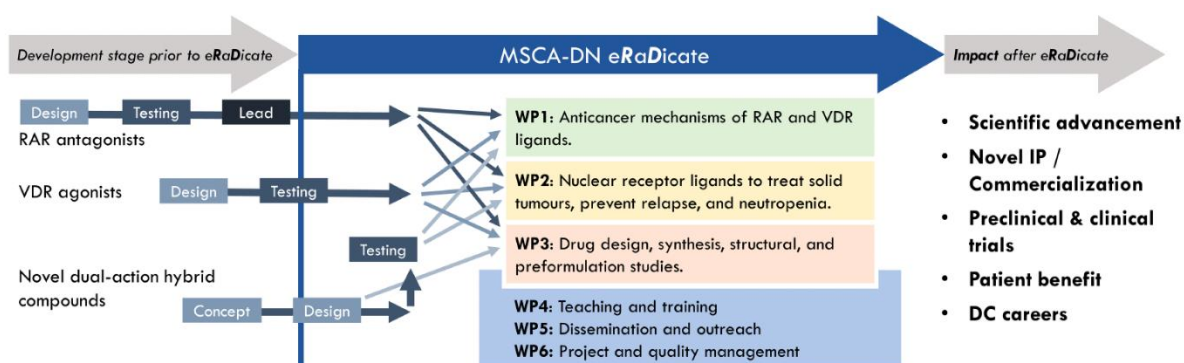 Development stage prior to eRaDicate
MSCA-DN eRaDicate
Impact after eRaDicate
Design
Testing
Lead
RAR antagonists
VDR agonists
Design
Testing
Testing
Novel dual-action hybrid
compounds
Concept
Design
WP1: Anticancer mechanisms of RAR and VDR
ligands.
WP2: Nuclear receptor ligands to treat solid
tumours, prevent relapse, and neutropenia.
WP3: Drug design, synthesis, structural, and
preformulation studies.
WP4: Teaching and training
WP5: Dissemination and outreach
WP6: Project and quality management
• Scientific advancement
• Novel IP /
Commercialization
• Preclinical & clinical
trials
• Patient benefit
• DC careers